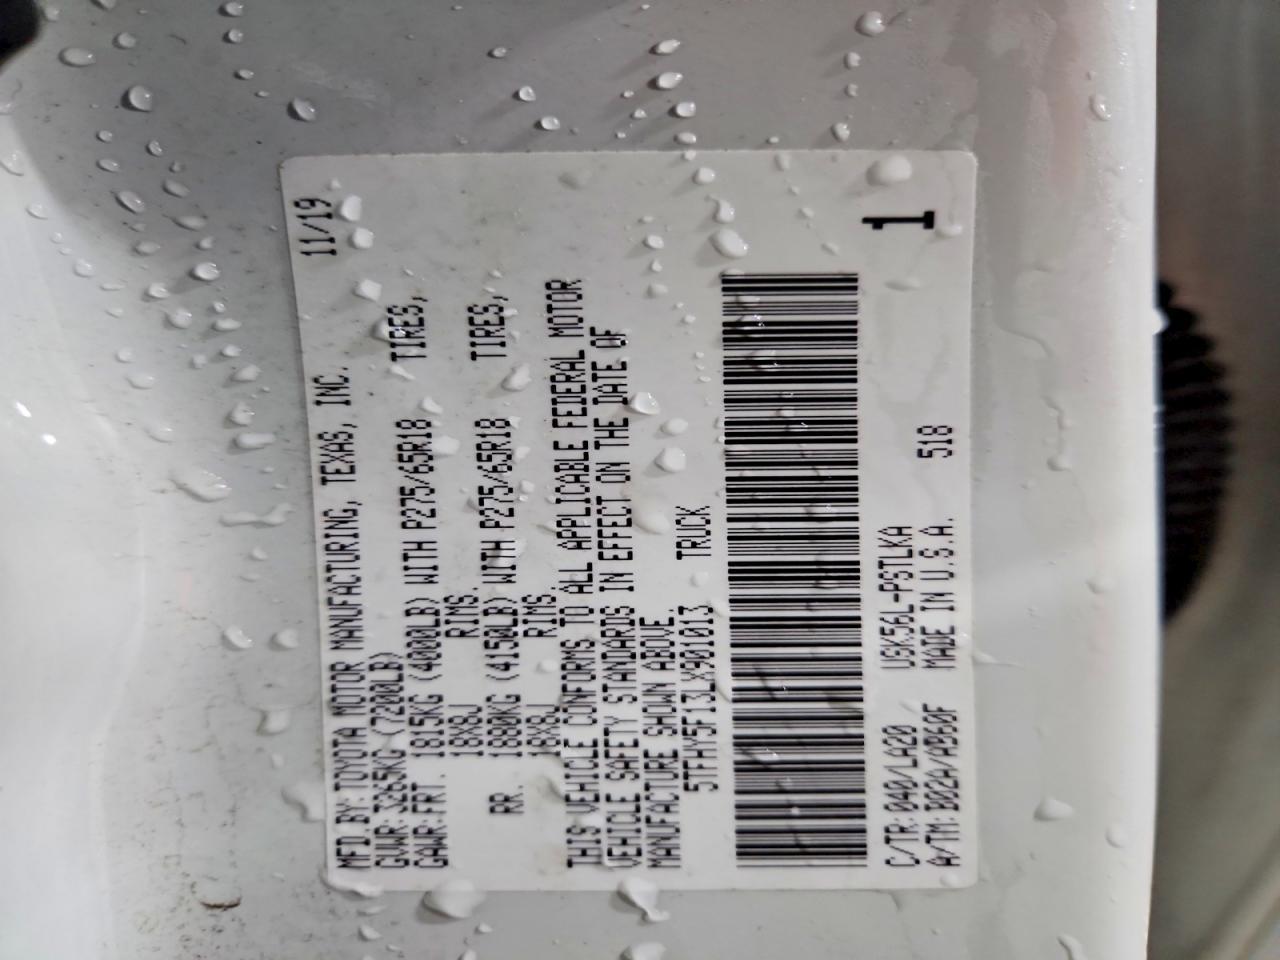 MFD BY: TOYOTA MOTOR MANUFACTURING, TEXAS, INC. 11/19
GVWR: 3265KG (7200LB)
GAWR: FRT. 1815KG (4000LB) WITH P275/65R18 TIRES,
18X8J RIMS,
RR. 1880KG (4150LB) WITH P275/65R18 TIRES,
18X8J RIMS,
THIS VEHICLE CONFORMS TO ALL APPLICABLE FEDERAL MOTOR
VEHICLE SAFETY STANDARDS IN EFFECT ON THE DATE OF
MANUFACTURE SHOWN ABOVE.
5TFHY5F13LX901013 TRUCK
C/TR: 040/LA20 USK56L-PSTLKA 1
A/TM: B02A/AB60F MADE IN U.S.A. 518